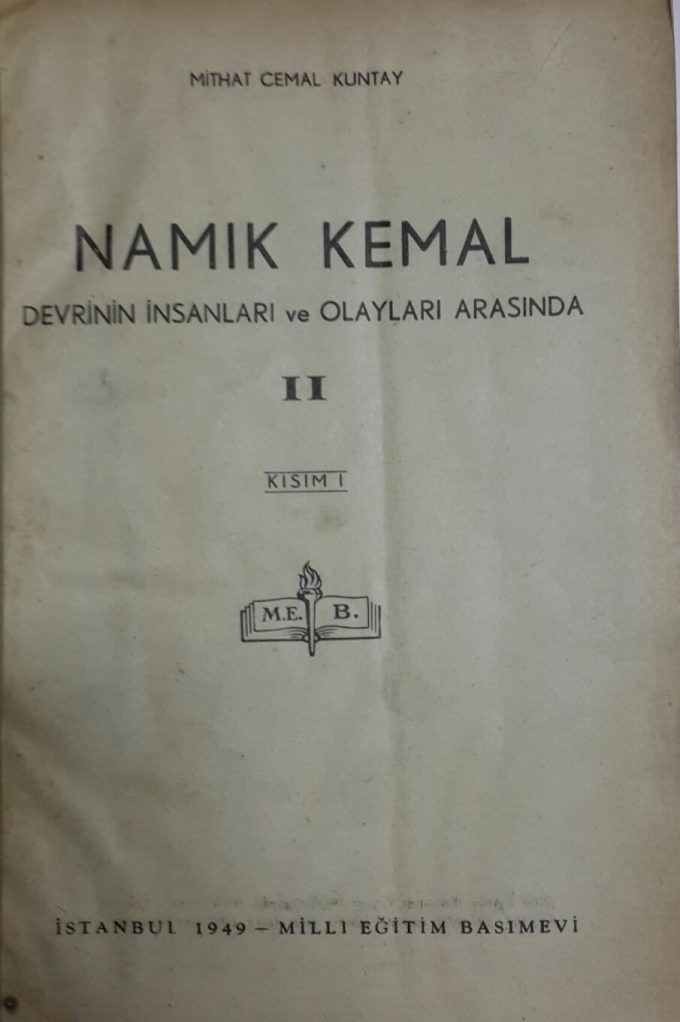 MİTHAT CEMAL KUNTAY
NAMIK KEMAL
DEVRİNİN İNSANLARI ve OLAYLARI ARASINDA
II
KISIM I
M.E. B.
İSTANBUL 1949 – MİLLİ EĞİTİM BASIMEVİ